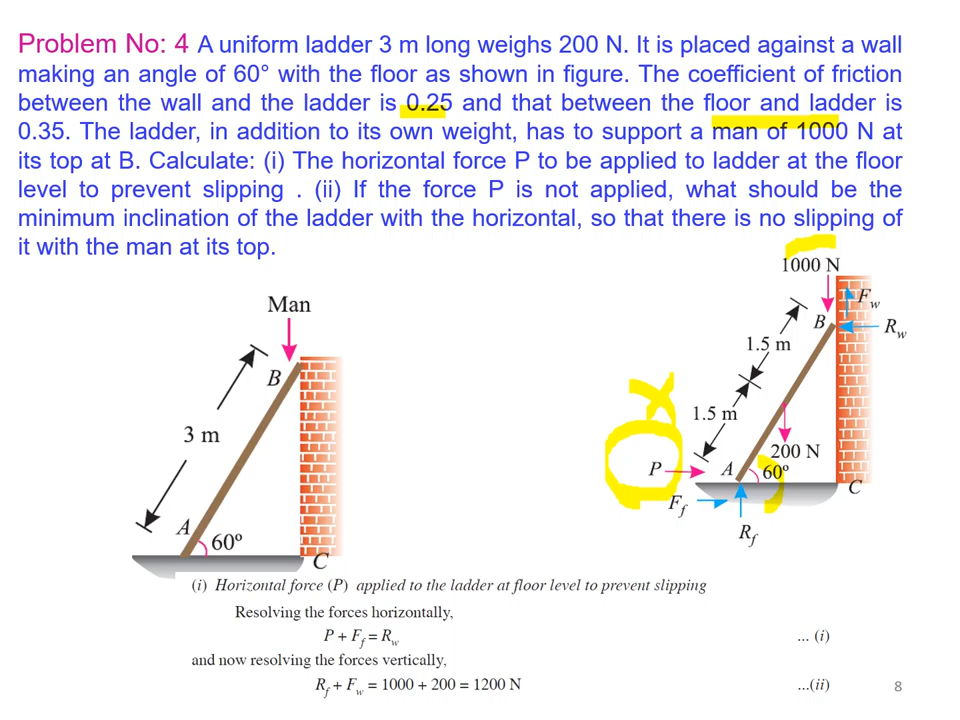 Problem No: 4 A uniform ladder 3 m long weighs 200 N. It is placed against a wall
making an angle of 60° with the floor as shown in figure. The coefficient of friction
between the wall and the ladder is 0.25 and that between the floor and ladder is
0.35. The ladder, in addition to its own weight, has to support a man of 1000 N at
its top at B. Calculate: (i) The horizontal force P to be applied to ladder at the floor
level to prevent slipping . (ii) If the force P is not applied, what should be the
minimum inclination of the ladder with the horizontal, so that there is no slipping of
it with the man at its top.
1000 N
Fw
B
Rw
1.5 m
1.5 m
200 N
P
A
60º
C
Ff
Rf
Man
B
3 m
A
60º
C
(i) Horizontal force (P) applied to the ladder at floor level to prevent slipping
Resolving the forces horizontally,
P + Ff = Rw ... (i)
and now resolving the forces vertically,
Rf + Fw = 1000 + 200 = 1200 N ...(ii)
8